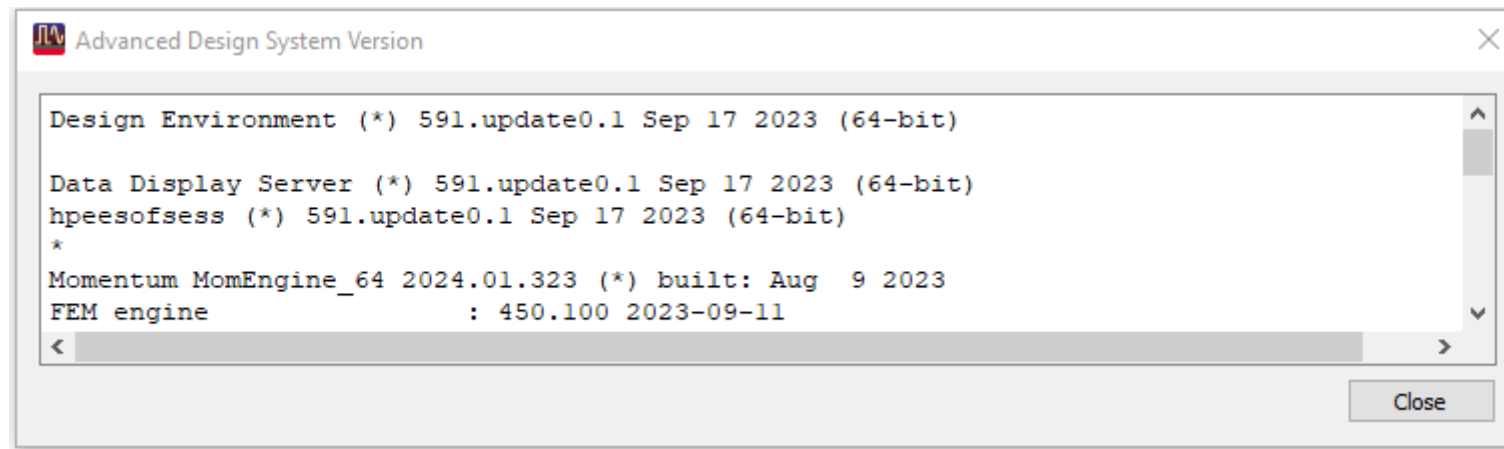 Advanced Design System Version
Design Environment (*) 591.update0.1 Sep 17 2023 (64-bit)
Data Display Server (*) 591.update0.1 Sep 17 2023 (64-bit)
hpeesofsess (*) 591.update0.1 Sep 17 2023 (64-bit)
*
Momentum MomEngine_64 2024.01.323 (*) built: Aug  9 2023
FEM engine                : 450.100 2023-09-11
Close